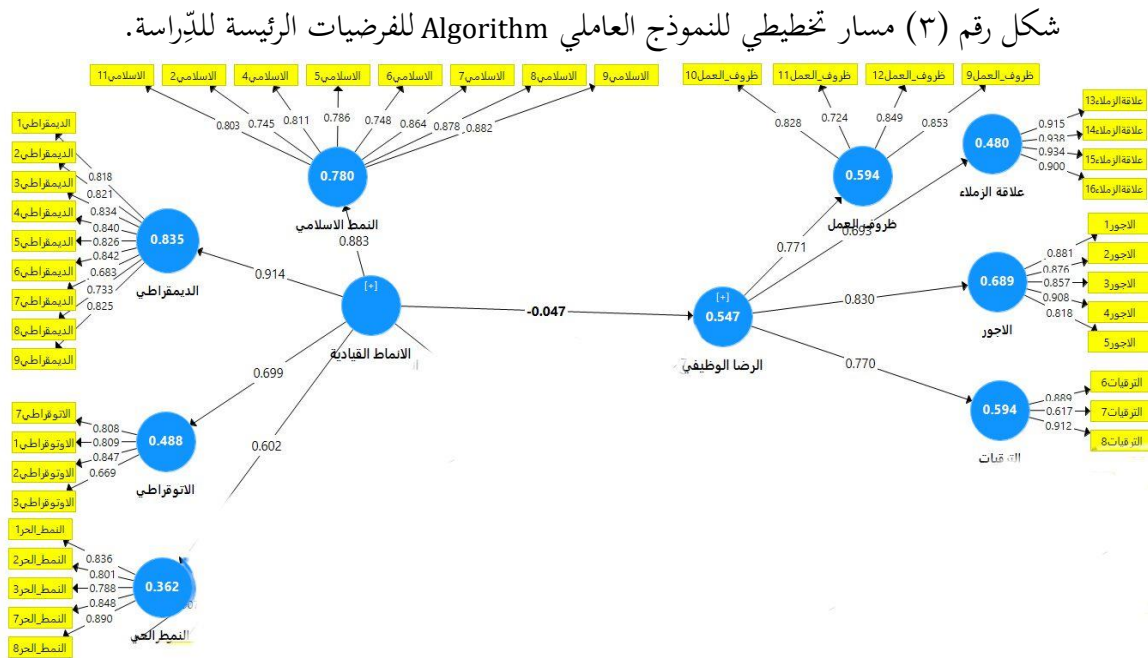 شكل رقم (٣) مسار تخطيطي للنموذج العاملي Algorithm للفرضيات الرئيسة للدِّراسة.
الاسلامي11
الاسلامي2
الاسلامي4
الاسلامي5
الاسلامي6
الاسلامي7
الاسلامي8
الاسلامي9
0.803
0.745
0.811
0.786
0.748
0.864
0.878
0.882
0.780
النمط الاسلامي
0.883
ظروف_العمل10
ظروف_العمل11
ظروف_العمل12
ظروف_العمل9
0.828
0.724
0.849
0.853
0.594
ظروف العمل
0.771
علاقةالزملاء13
علاقةالزملاء14
علاقةالزملاء15
علاقةالزملاء16
0.915
0.938
0.934
0.900
0.480
علاقة الزملاء
0.693
الديمقراطي1
الديمقراطي2
الديمقراطي3
الديمقراطي4
الديمقراطي5
الديمقراطي6
الديمقراطي7
الديمقراطي8
الديمقراطي9
0.818
0.821
0.834
0.840
0.826
0.842
0.683
0.733
0.825
0.835
الديمقراطي
0.914
[+]
الانماط القيادية
-0.047
[+]
0.547
الرضا الوظيفي
0.830
الاجور1
الاجور2
الاجور3
الاجور4
الاجور5
0.881
0.876
0.857
0.908
0.818
0.689
الاجور
0.770
الترقيات6
الترقيات7
الترقيات8
0.889
0.617
0.912
0.594
الترقيات
0.699
الاتوقراطي7
الاوتوقراطي1
الاوتوقراطي2
الاوتوقراطي3
0.808
0.809
0.847
0.669
0.488
الاتوقراطي
0.602
النمط_الحر1
النمط_الحر2
النمط_الحر3
النمط_الحر7
النمط_الحر8
0.836
0.801
0.788
0.848
0.890
0.362
النمط